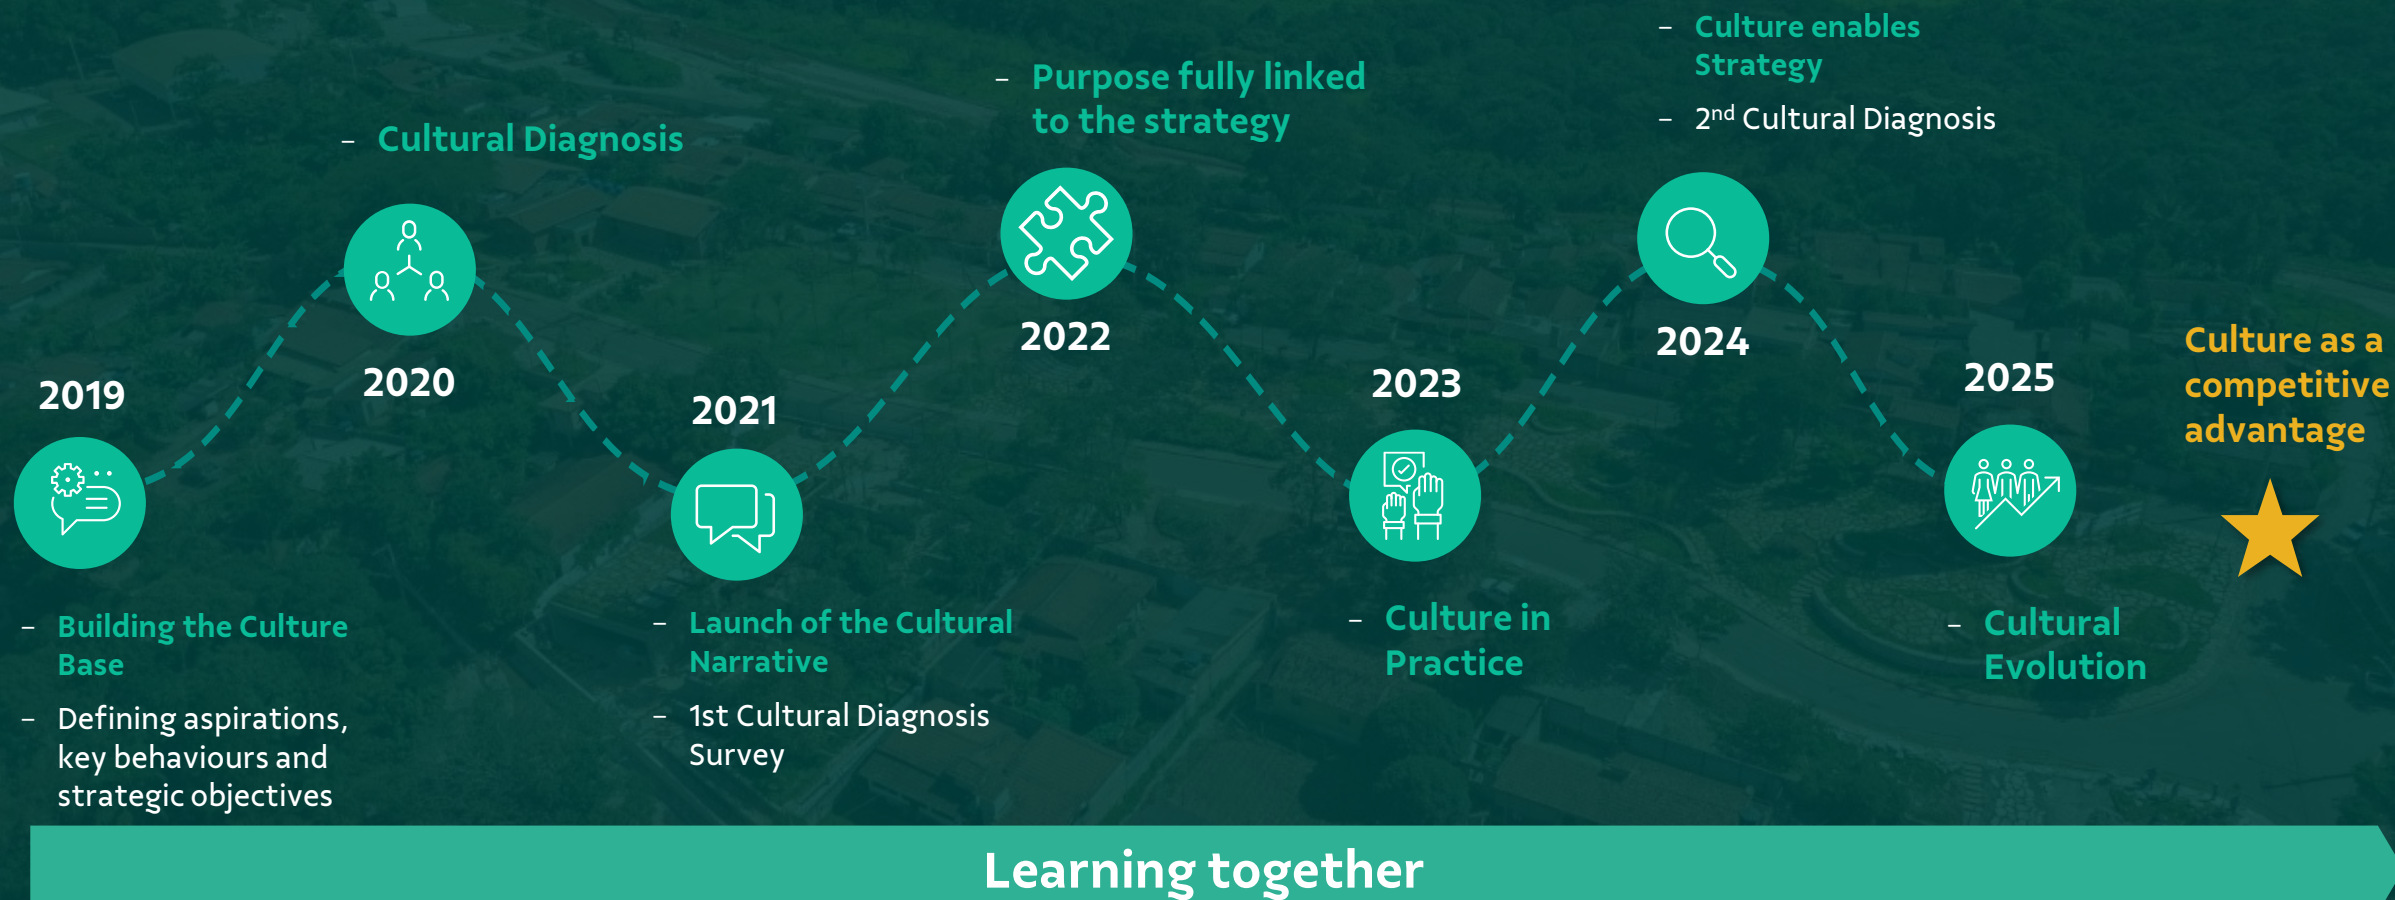 2019
– Building the Culture
Base
– Defining aspirations,
key behaviours and
strategic objectives
– Cultural Diagnosis
2020
2021
– Launch of the Cultural
Narrative
– 1st Cultural Diagnosis
Survey
– Purpose fully linked
to the strategy
2022
2023
– Culture in
Practice
– Culture enables
Strategy
– 2nd Cultural Diagnosis
2024
2025
– Cultural
Evolution
Culture as a
competitive
advantage
Learning together